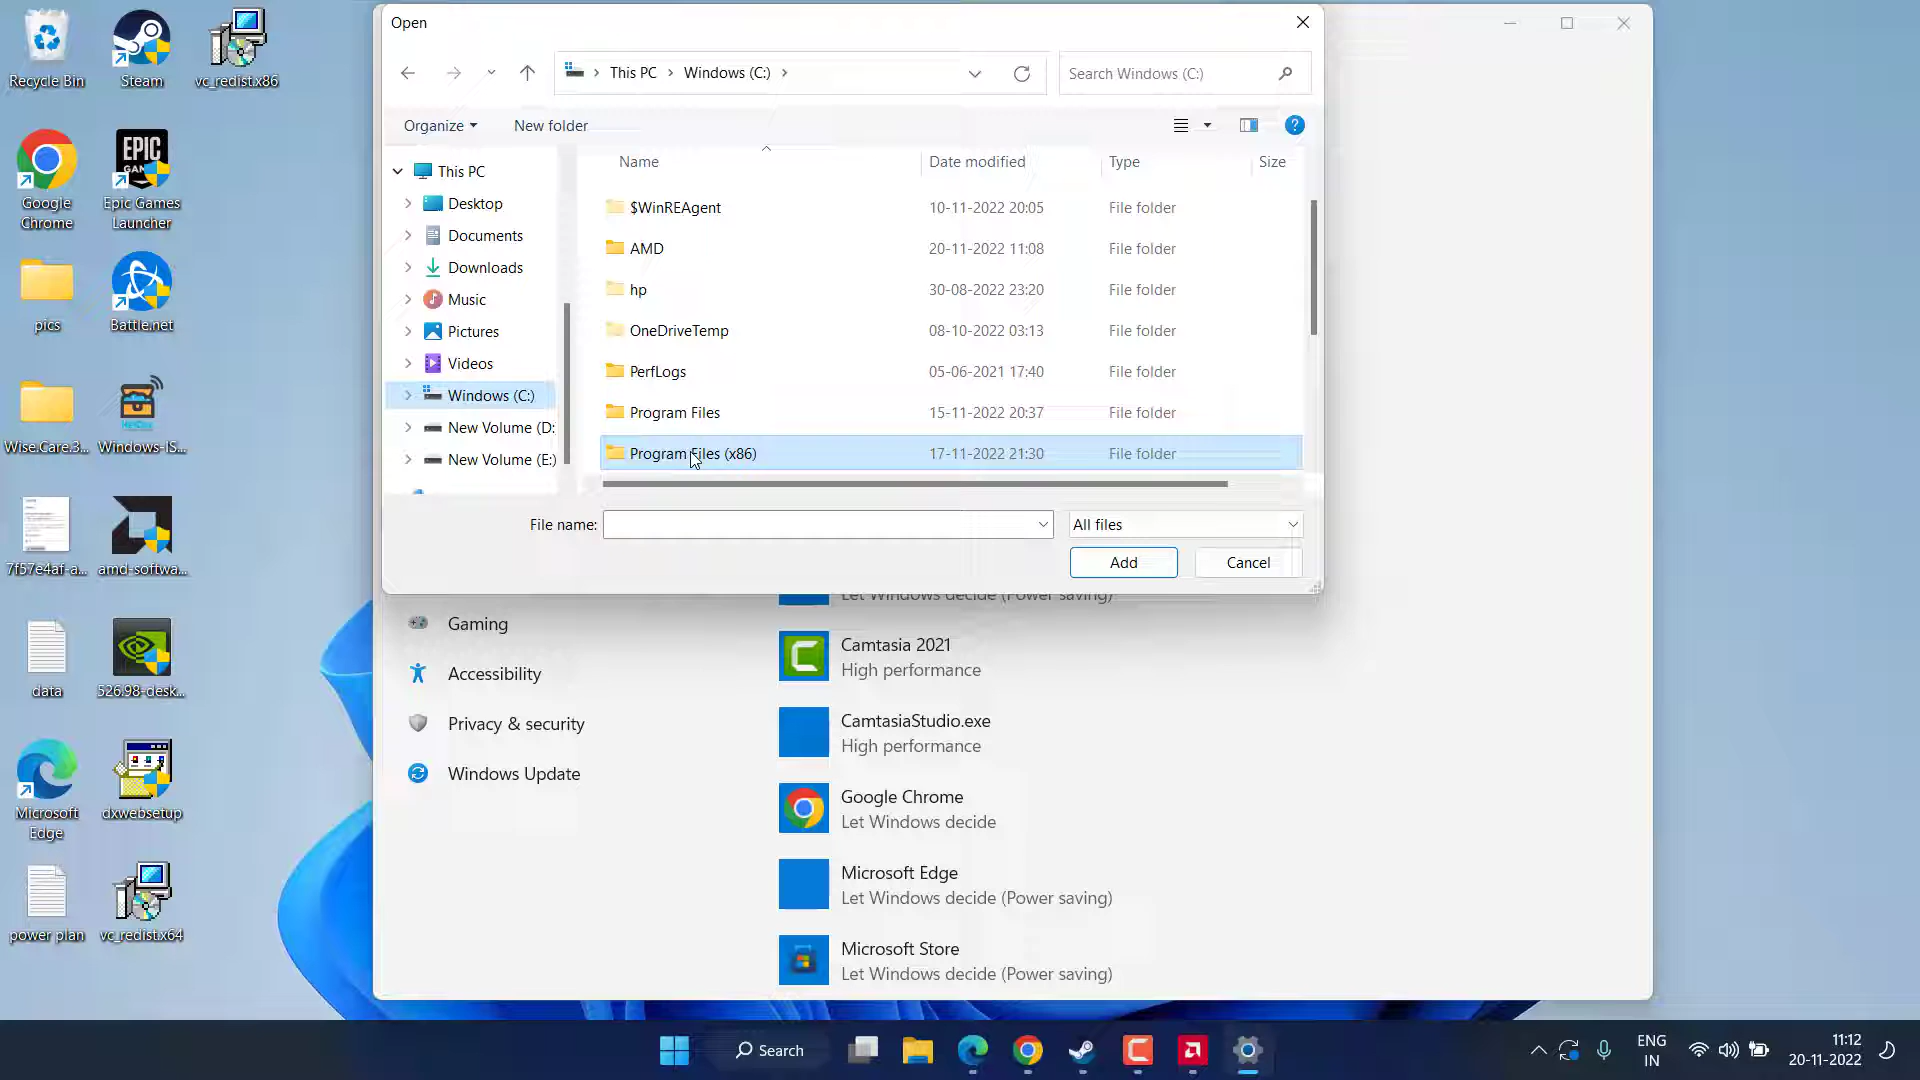 Recycle Bin
Steam
vc_redist.x86
Google
Chrome
EPIC
GAMES
Epic Games
Launcher
pics
Battle.net
Wise.Care.3...
Windows-IS...
7f57e4af-a...
amd-softwa...
data
526.98-desk...
Microsoft
Edge
dxwebsetup
power plan
vc_redist.x64
Open
This PC
Windows (C:)
Search Windows (C:)
Organize
New folder
This PC
Desktop
Documents
Downloads
Music
Pictures
Videos
Windows (C:)
New Volume (D:
New Volume (E:)
Name
Date modified
Type
Size
$WinREAgent
10-11-2022 20:05
File folder
AMD
20-11-2022 11:08
File folder
hp
30-08-2022 23:20
File folder
OneDriveTemp
08-10-2022 03:13
File folder
PerfLogs
05-06-2021 17:40
File folder
Program Files
15-11-2022 20:37
File folder
Program Files (x86)
17-11-2022 21:30
File folder
File name:
All files
Add
Cancel
Gaming
Accessibility
Privacy & security
Windows Update
Let Windows decide (Power saving)
Camtasia 2021
High performance
CamtasiaStudio.exe
High performance
Google Chrome
Let Windows decide
Microsoft Edge
Let Windows decide (Power saving)
Microsoft Store
Let Windows decide (Power saving)
Search
ENG
IN
11:12
20-11-2022